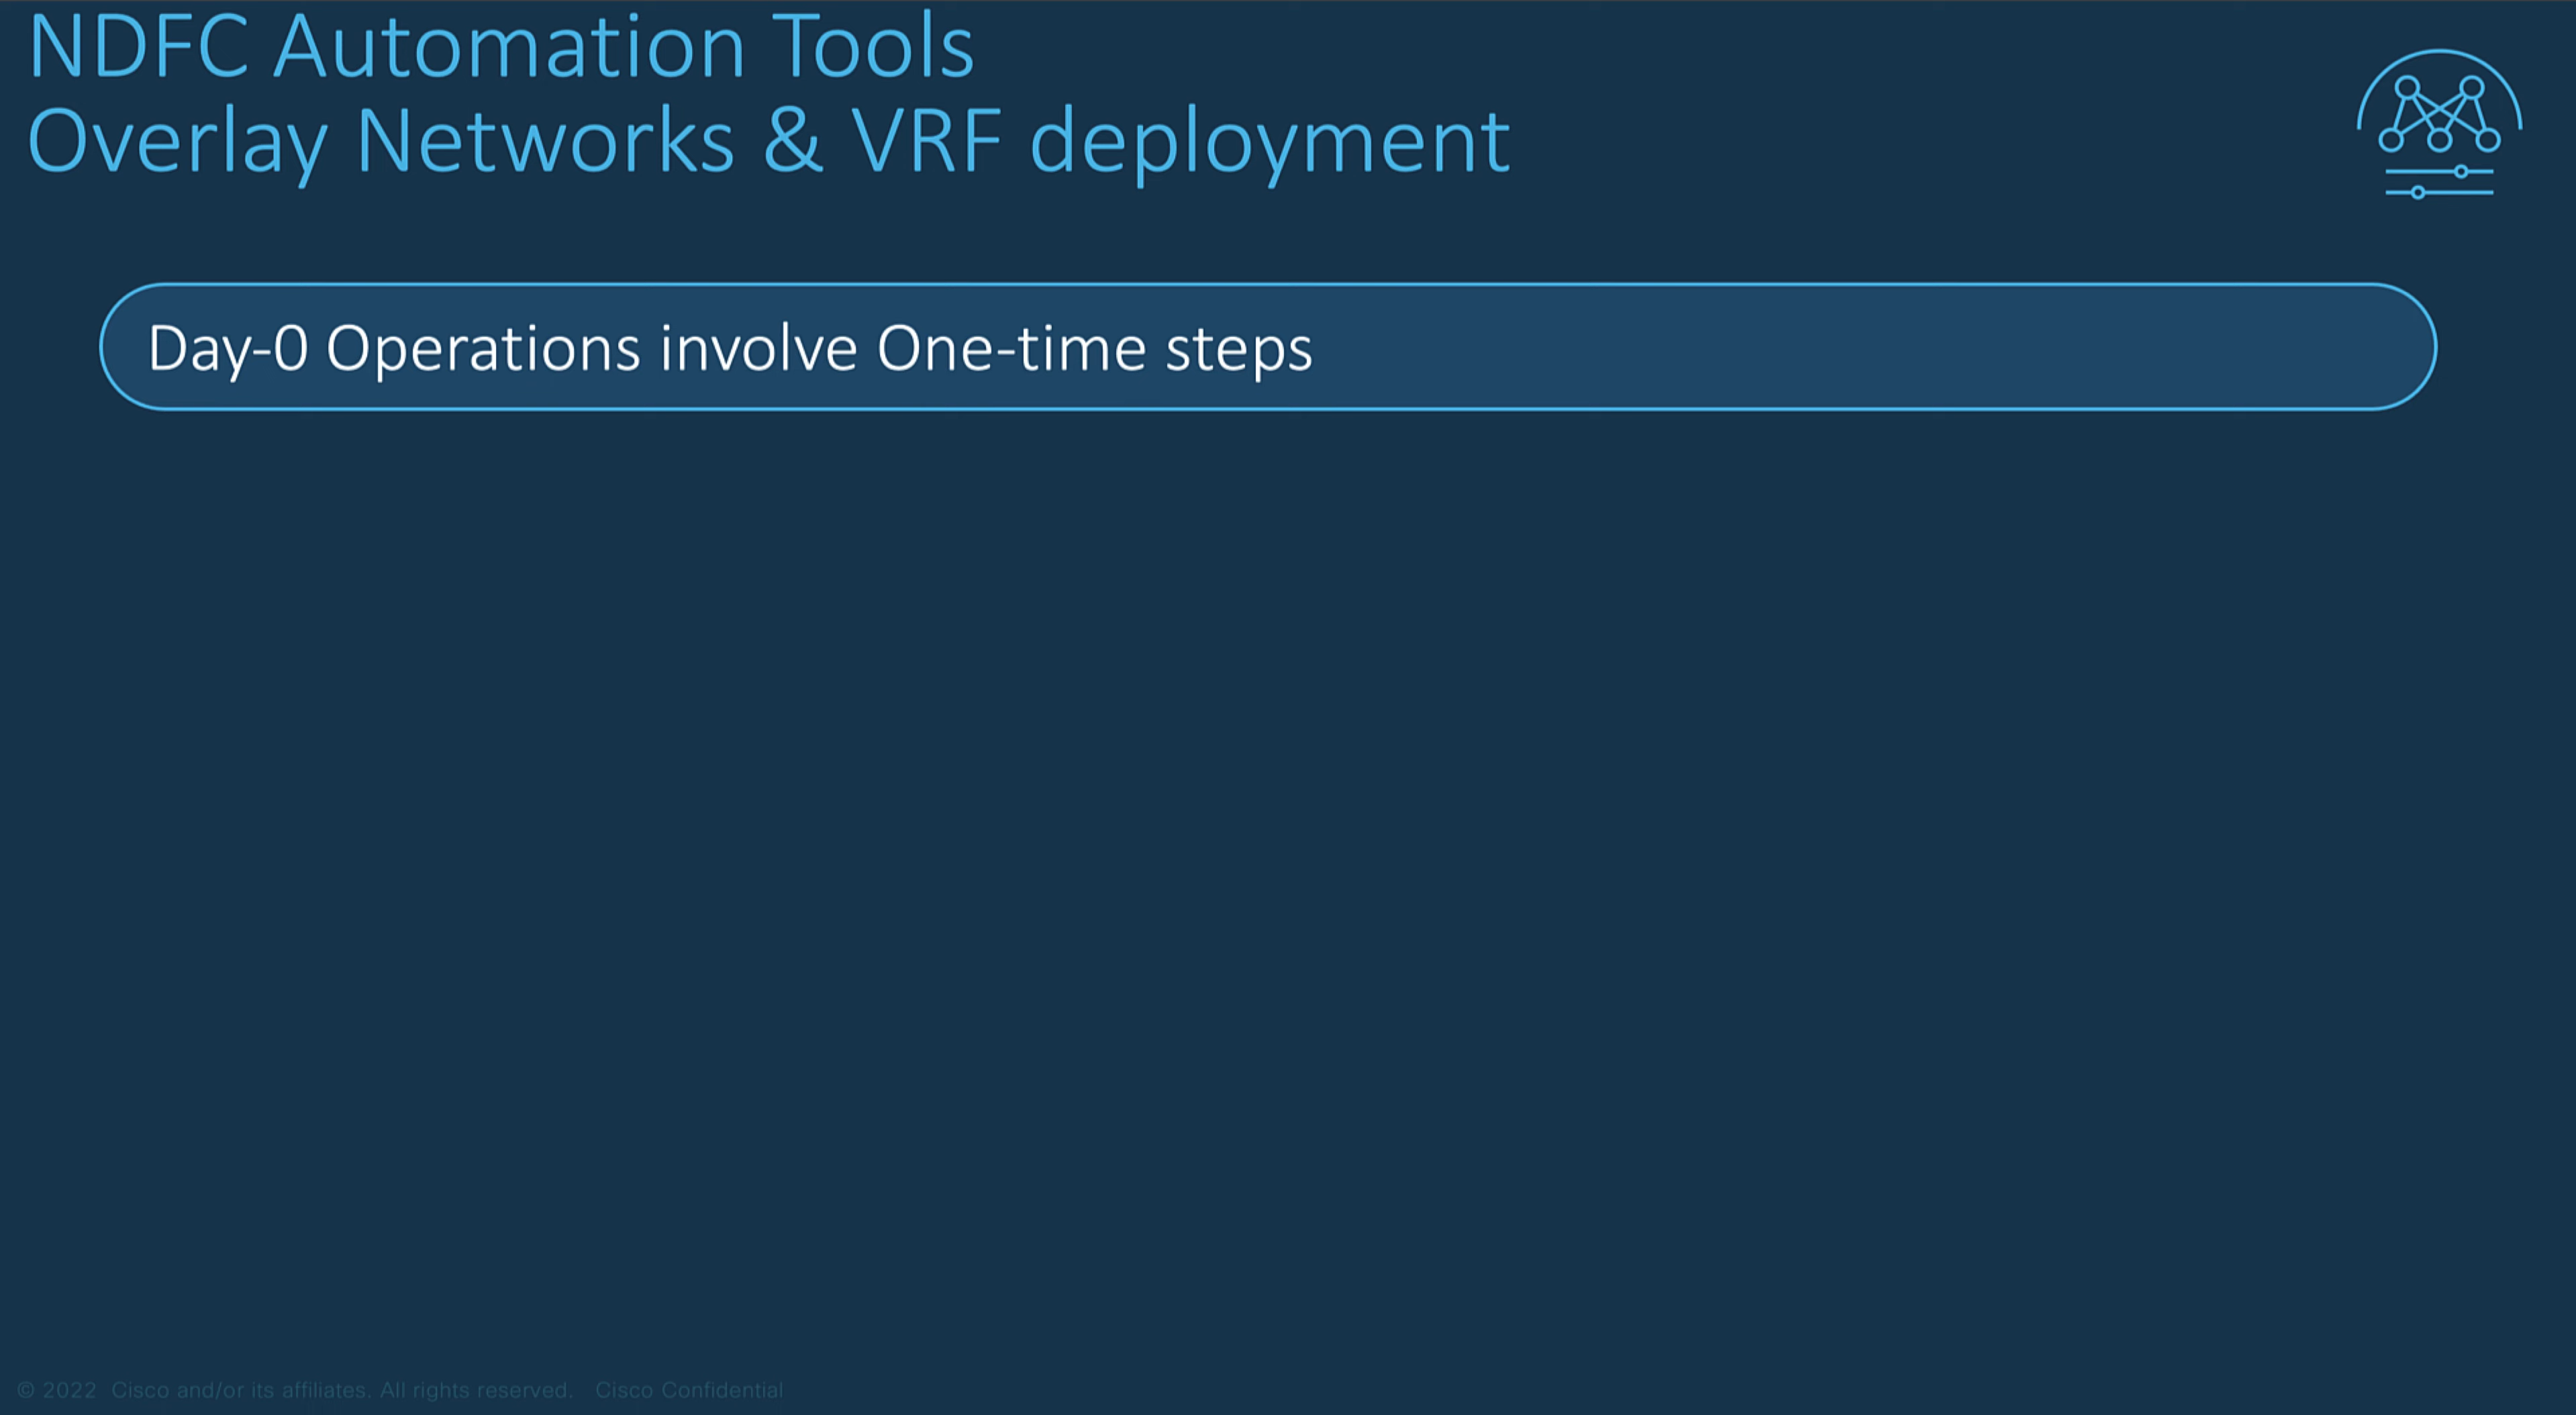 NDFC Automation Tools
Overlay Networks & VRF deployment
Day-0 Operations involve One-time steps
© 2022 Cisco and/or its affiliates. All rights reserved. Cisco Confidential